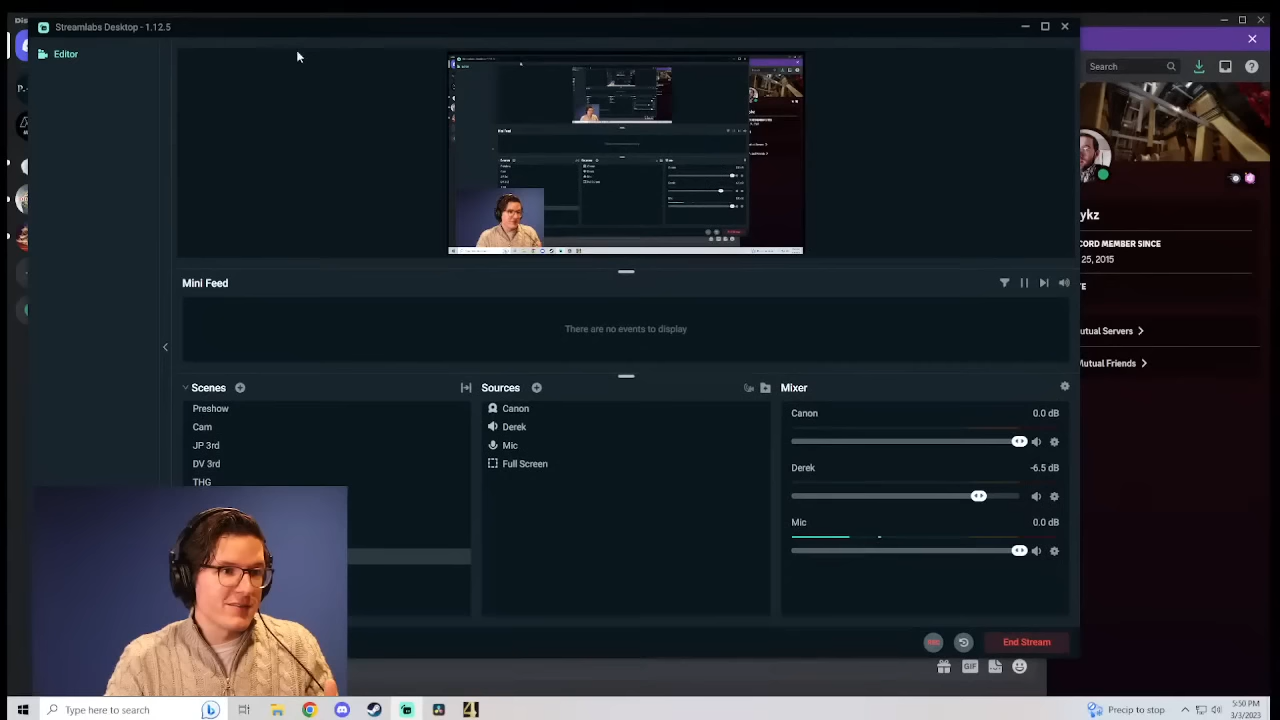 Streamlabs Desktop - 1.12.5
Editor
Search
Mini Feed
There are no events to display
ykz
CORD MEMBER SINCE
25, 2015
TE
utual Servers
utual Friends
Scenes
Sources
Mixer
Preshow
Cam
JP 3rd
DV 3rd
THG
Canon
Derek
Mic
Full Screen
Canon
0.0 dB
Derek
-6.5 dB
Mic
0.0 dB
REC
End Stream
GIF
Type here to search
Precip to stop
5:50 PM
3/3/2023